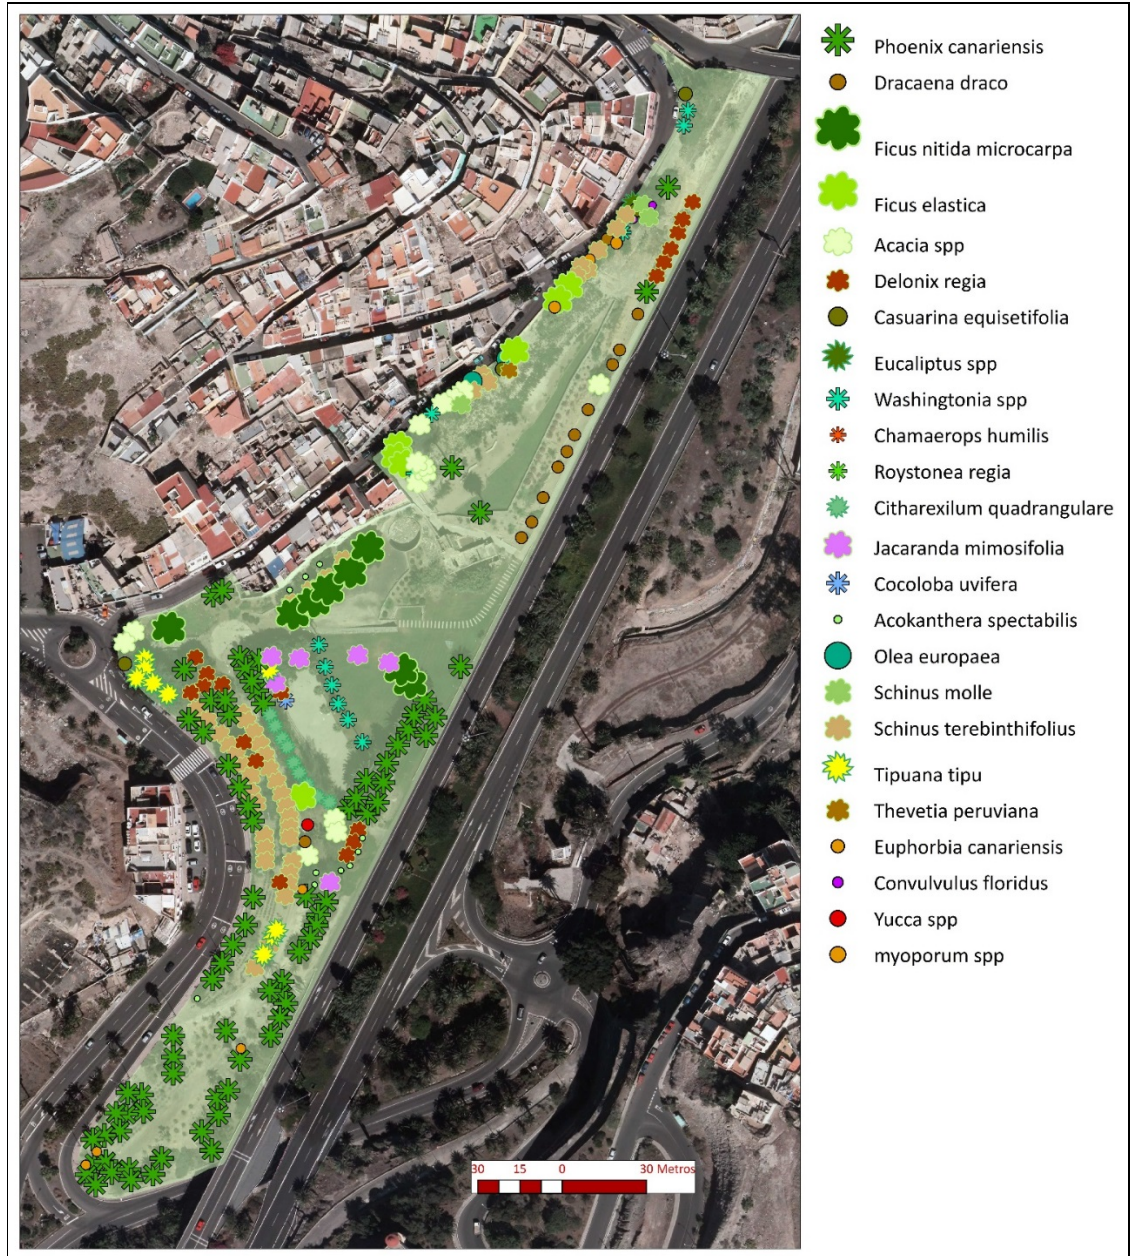 Phoenix canariensis
Dracaena draco
Ficus nitida microcarpa
Ficus elastica
Acacia spp
Delonix regia
Casuarina equisetifolia
Eucaliptus spp
Washingtonia spp
Chamaerops humilis
Roystonea regia
Citharexilum quadrangulare
Jacaranda mimosifolia
Cocoloba uvifera
Acokanthera spectabilis
Olea europaea
Schinus molle
Schinus terebinthifolius
Tipuana tipu
Thevetia peruviana
Euphorbia canariensis
Convulvulus floridus
Yucca spp
myoporum spp
30 15 0 30 Metros